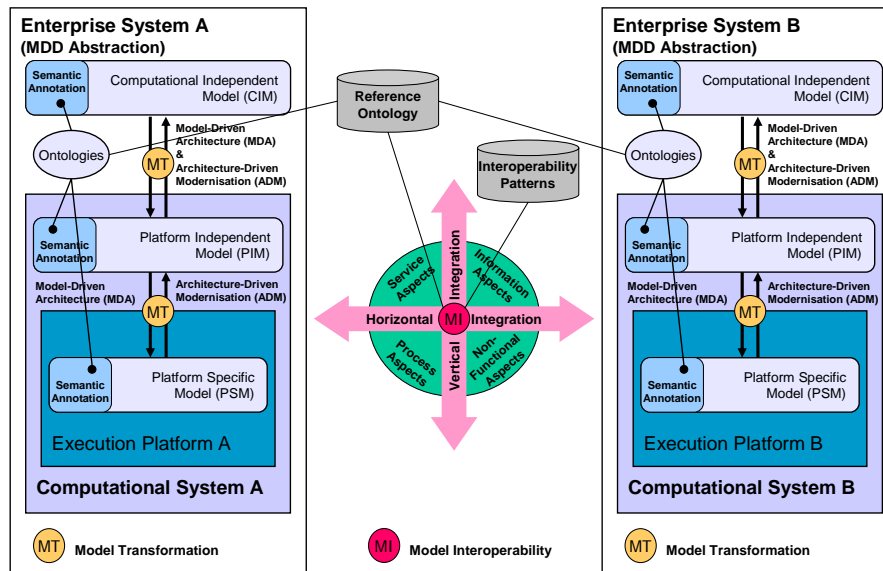 Enterprise System A
(MDD Abstraction)
Semantic
Annotation
Computational Independent
Model (CIM)
Ontologies
MT
Model-Driven
Architecture (MDA)
&
Architecture-Driven
Modernisation (ADM)
Semantic
Annotation
Platform Independent
Model (PIM)
Model-Driven
Architecture (MDA)
MT
Architecture-Driven
Modernisation (ADM)
Semantic
Annotation
Platform Specific
Model (PSM)
Execution Platform A
Computational System A
MT
Model Transformation
Reference
Ontology
Interoperability
Patterns
Service
Aspects
Information
Aspects
Process
Aspects
Non-
Functional
Aspects
Horizontal
MI
Integration
Vertical
Integration
MI
Model Interoperability
Enterprise System B
(MDD Abstraction)
Semantic
Annotation
Computational Independent
Model (CIM)
Ontologies
MT
Model-Driven
Architecture (MDA)
&
Architecture-Driven
Modernisation (ADM)
Semantic
Annotation
Platform Independent
Model (PIM)
Model-Driven
Architecture (MDA)
MT
Architecture-Driven
Modernisation (ADM)
Semantic
Annotation
Platform Specific
Model (PSM)
Execution Platform B
Computational System B
MT
Model Transformation